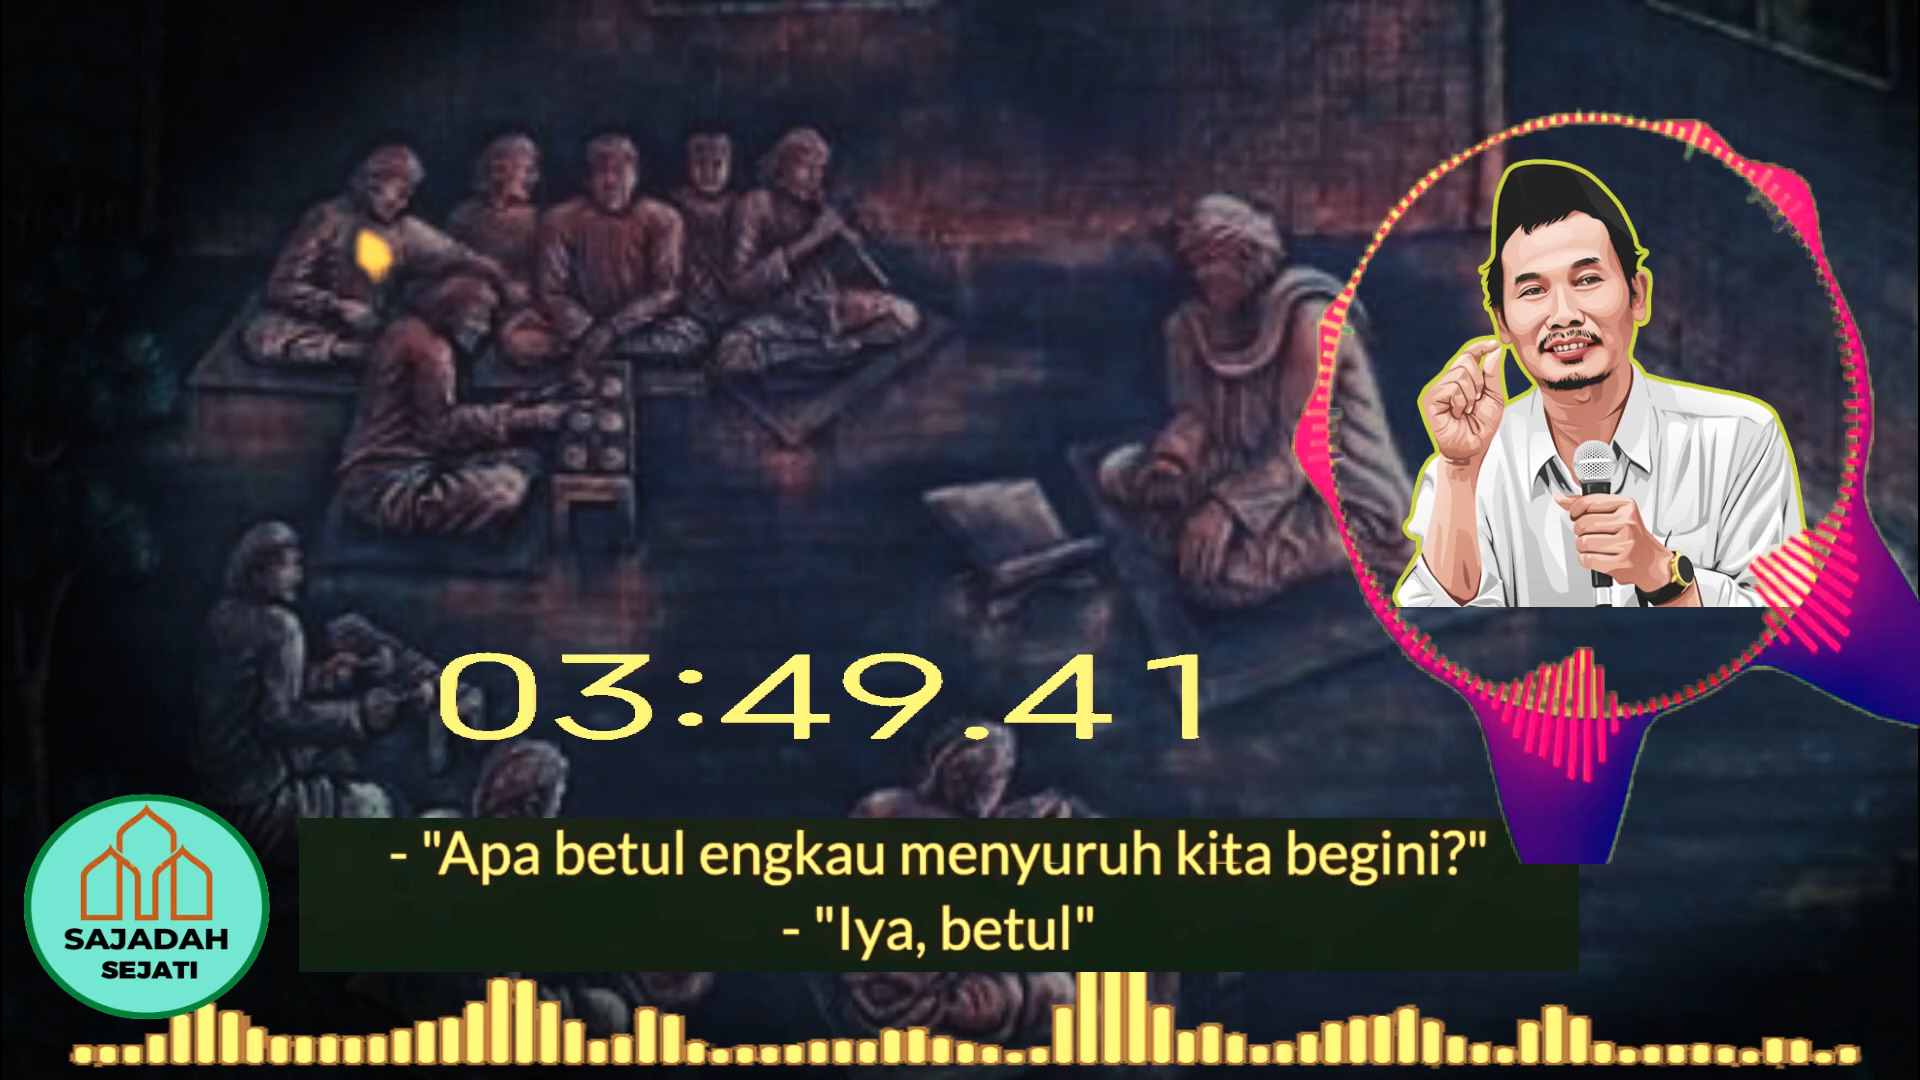 03:49.41
- "Apa betul engkau menyuruh kita begini?"
- "Iya, betul"
SAJADAH
SEJATI